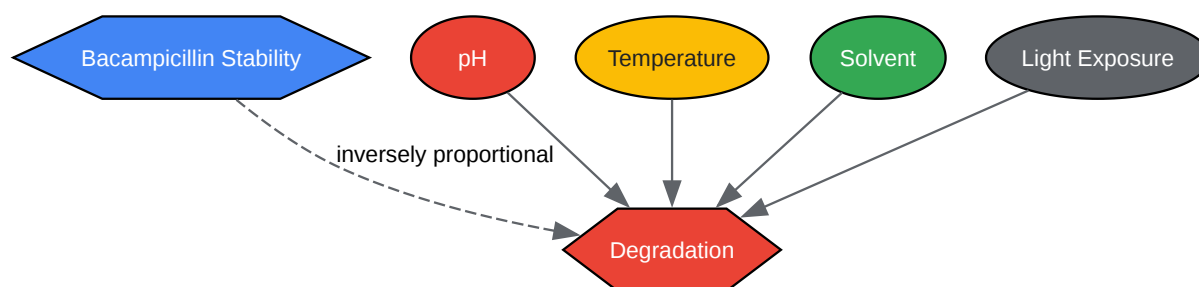 Bacampicillin Stability
pH
Temperature
Solvent
Light Exposure
inversely proportional
Degradation